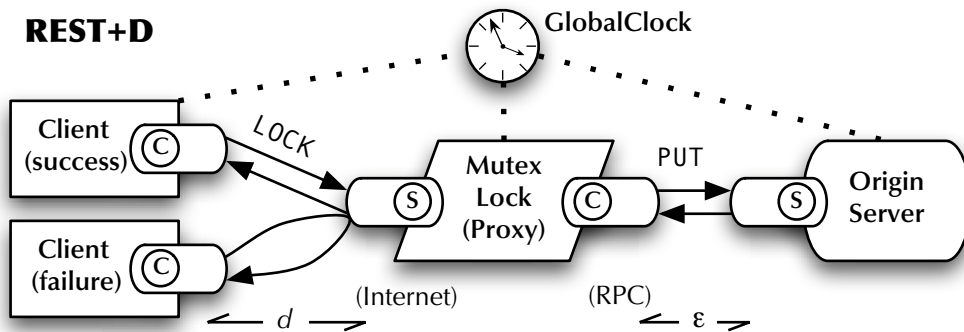 REST+D
GlobalClock
Client
(success)
C
LOCK
S
Mutex
Lock
(Proxy)
C
PUT
S
Origin
Server
Client
(failure)
C
(Internet)
(RPC)
d
ε